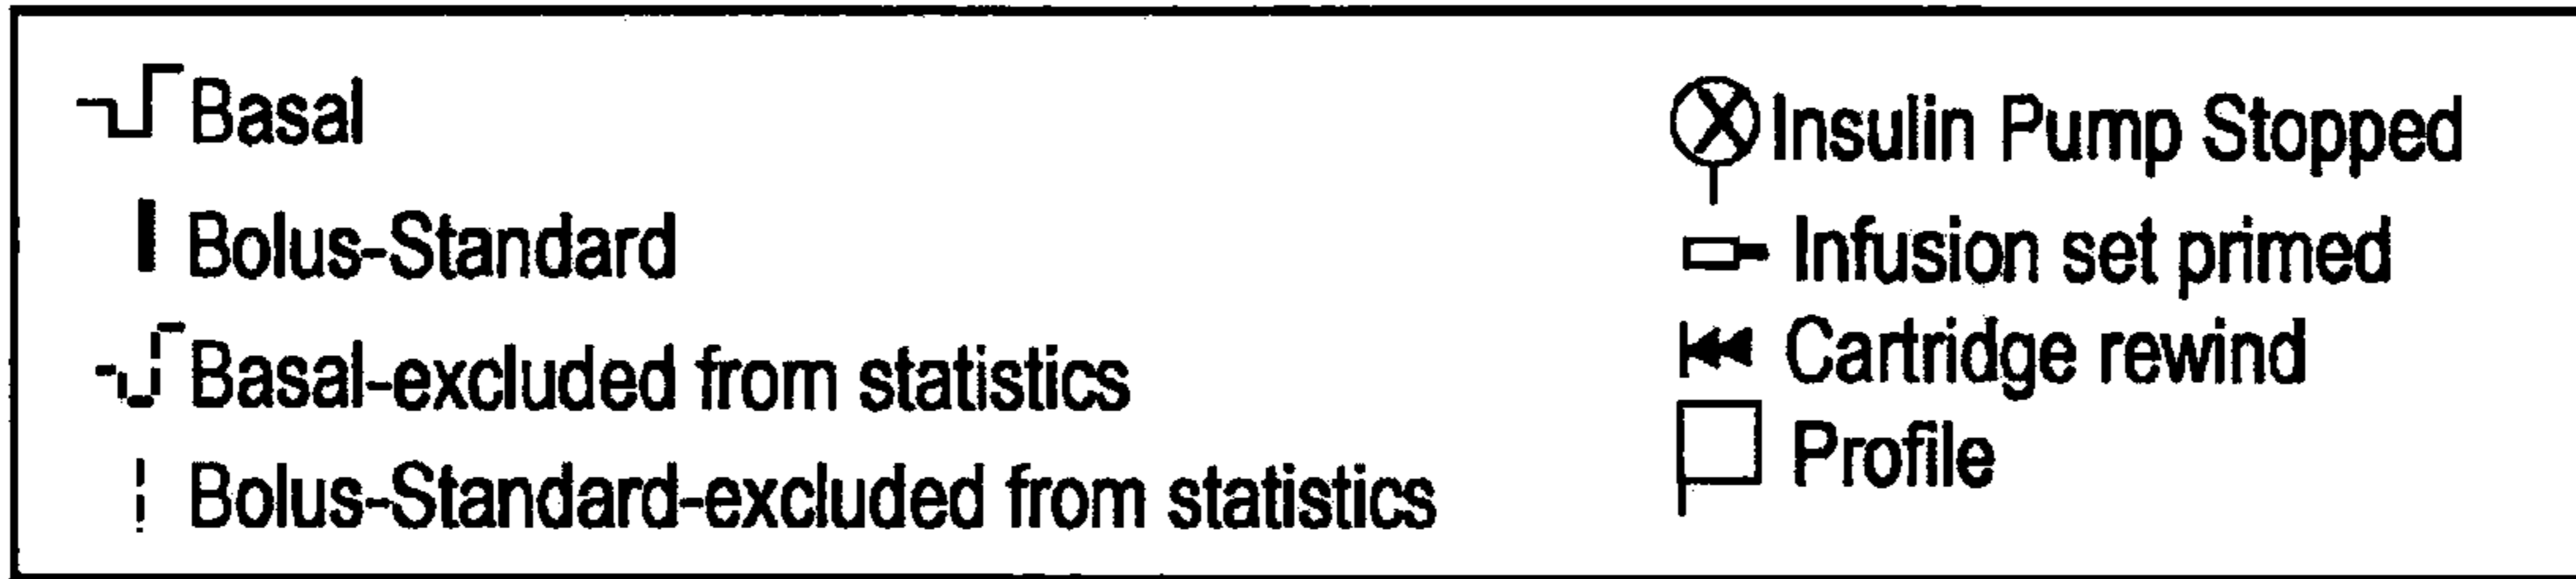 Basal
Bolus-Standard
Basal-excluded from statistics
Bolus-Standard-excluded from statistics
Insulin Pump Stopped
Infusion set primed
Cartridge rewind
Profile